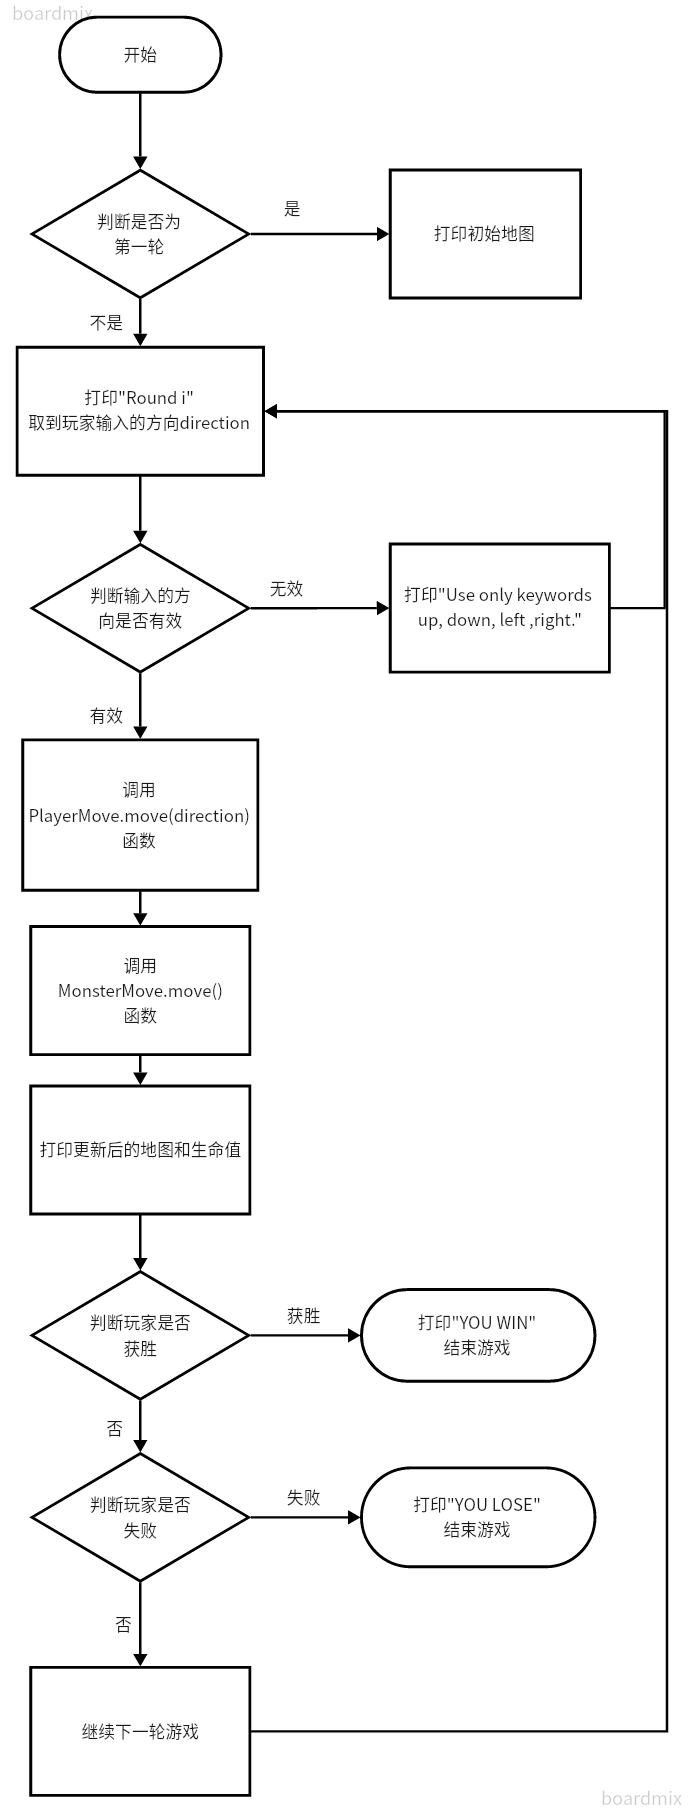 boardmix
开始
判断是否为
第一轮
是
打印初始地图
不是
打印"Round i"
取到玩家输入的方向direction
判断输入的方
向是否有效
无效
打印"Use only keywords
up, down, left ,right."
有效
调用
PlayerMove.move(direction)
函数
调用
MonsterMove.move()
函数
打印更新后的地图和生命值
判断玩家是否
获胜
获胜
打印"YOU WIN"
结束游戏
否
判断玩家是否
失败
失败
打印"YOU LOSE"
结束游戏
否
继续下一轮游戏
boardmix